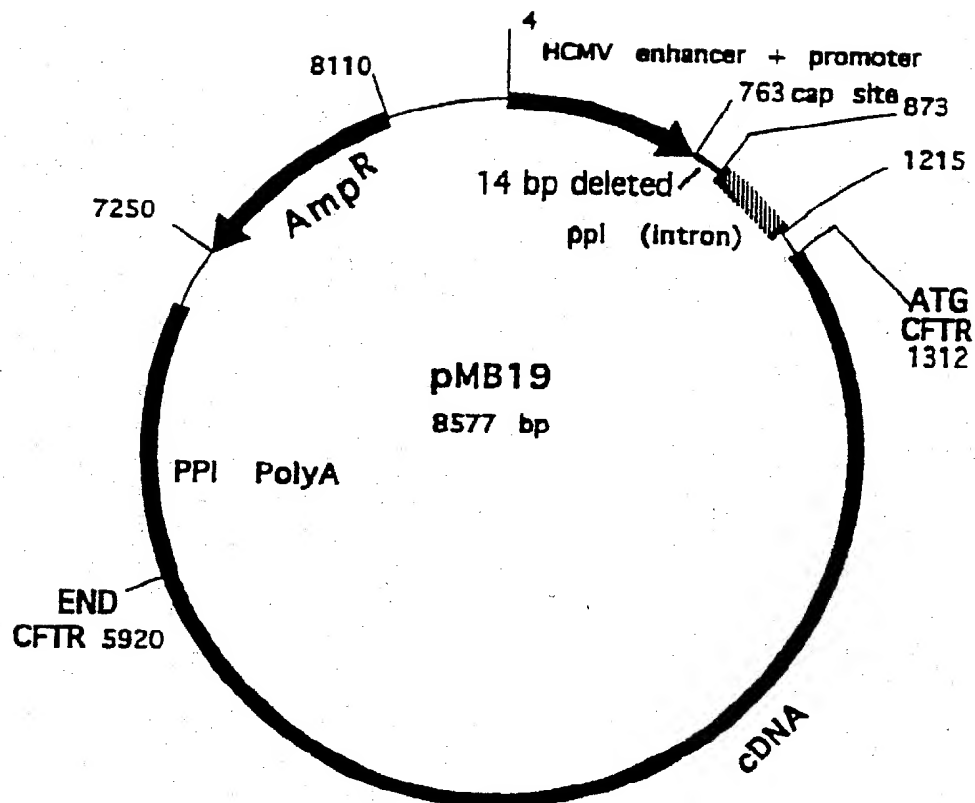 4
HCMV enhancer + promoter
8110
763 cap site
873
1215
14 bp deleted
AmpR
7250
ppi (intron)
ATG
CFTR
1312
pMB19
8577 bp
PPI PolyA
END
CFTR 5920
cDNA